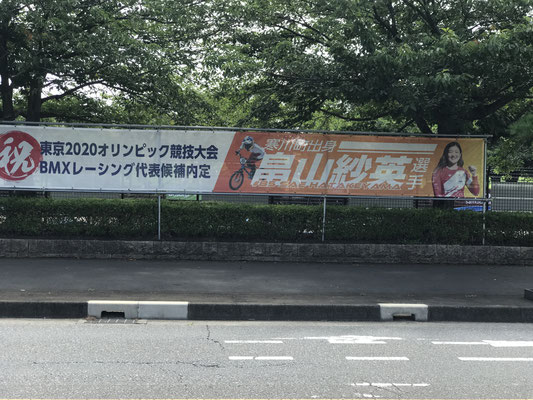 祝
東京2020オリンピック競技大会
BMXレーシング代表候補内定
寒川町出身
畠山紗英選手